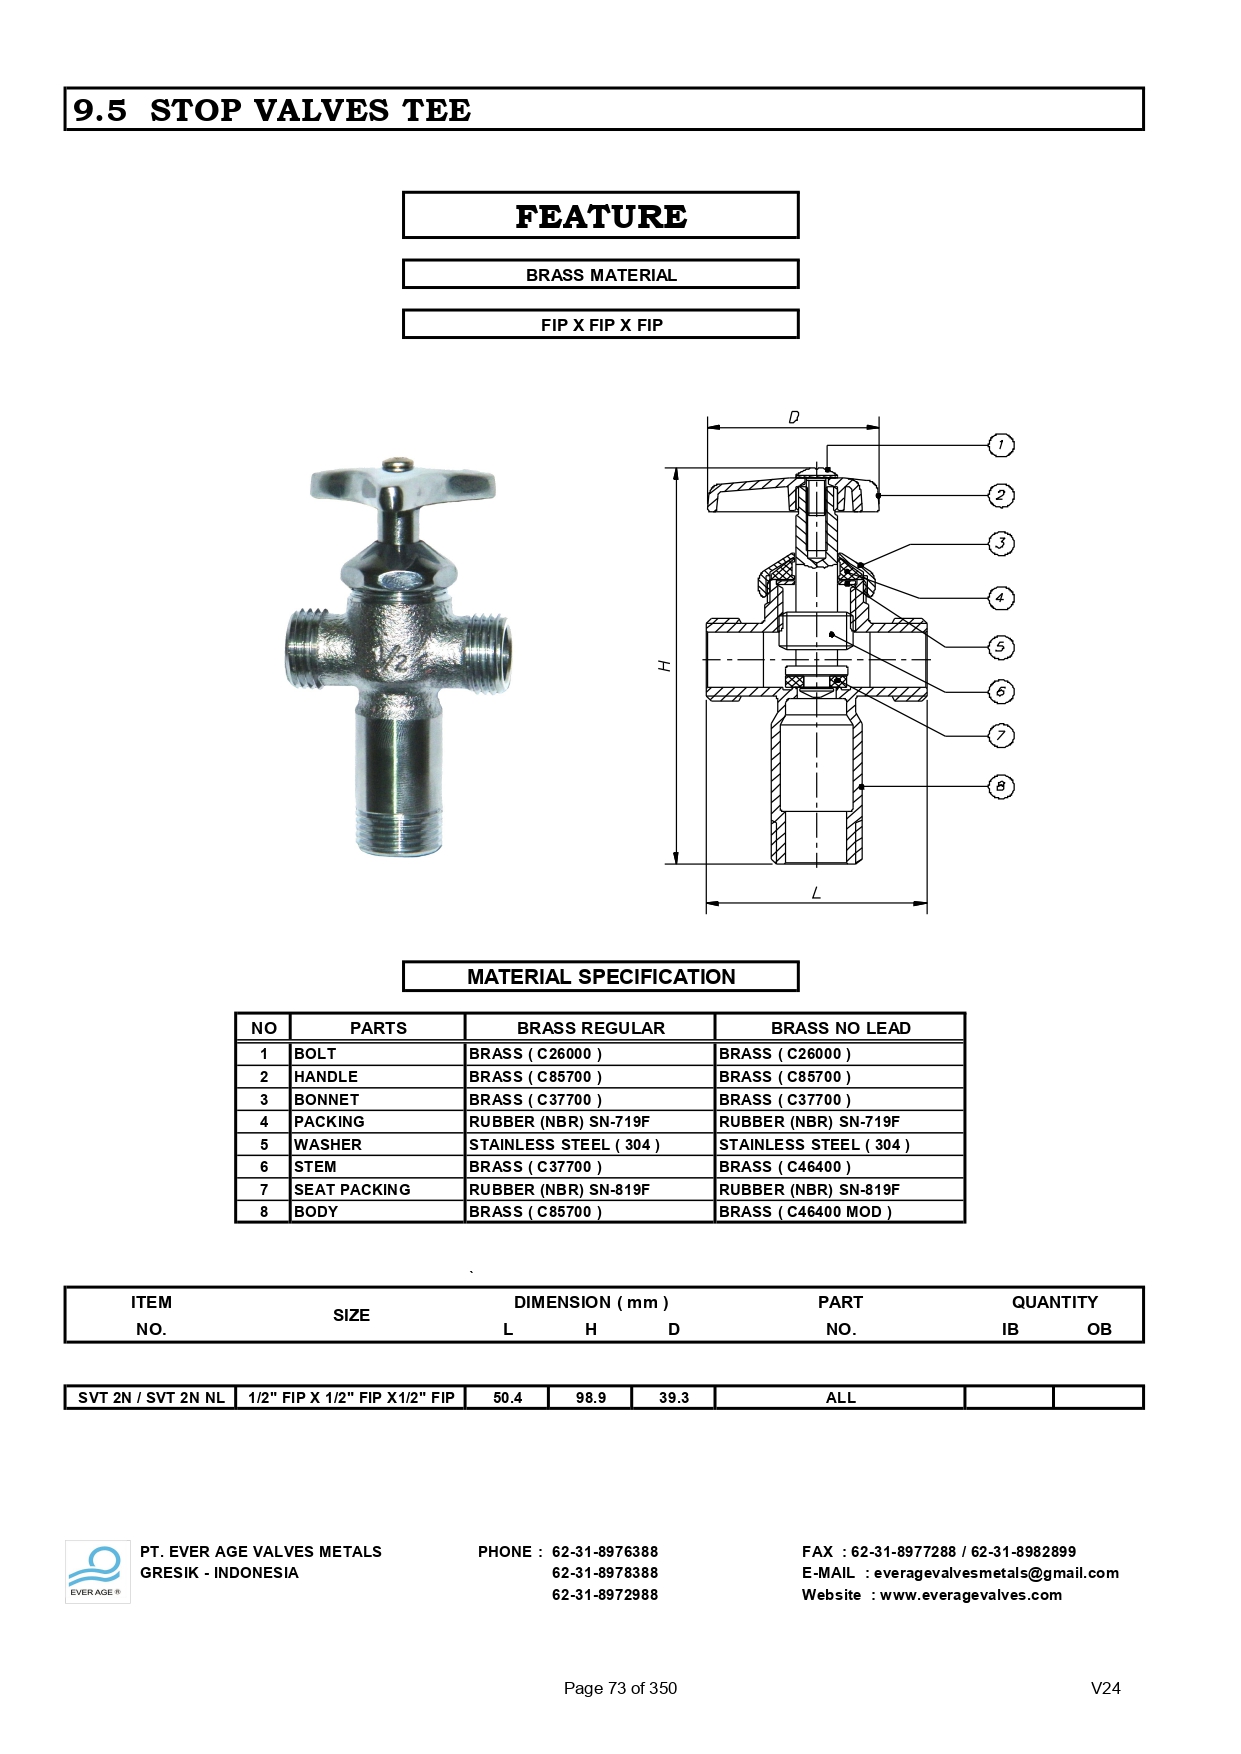 9.5 STOP VALVES TEE
FEATURE
BRASS MATERIAL
FIP X FIP X FIP
1/2
D
H
L
1
2
3
4
5
6
7
8
MATERIAL SPECIFICATION
NO PARTS BRASS REGULAR BRASS NO LEAD
1 BOLT BRASS ( C26000 ) BRASS ( C26000 )
2 HANDLE BRASS ( C85700 ) BRASS ( C85700 )
3 BONNET BRASS ( C37700 ) BRASS ( C37700 )
4 PACKING RUBBER (NBR) SN-719F RUBBER (NBR) SN-719F
5 WASHER STAINLESS STEEL ( 304 ) STAINLESS STEEL ( 304 )
6 STEM BRASS ( C37700 ) BRASS ( C46400 )
7 SEAT PACKING RUBBER (NBR) SN-819F RUBBER (NBR) SN-819F
8 BODY BRASS ( C85700 ) BRASS ( C46400 MOD )
`
ITEM SIZE DIMENSION ( mm ) PART QUANTITY
NO. L H D NO. IB OB
SVT 2N / SVT 2N NL 1/2" FIP X 1/2" FIP X1/2" FIP 50.4 98.9 39.3 ALL
EVER AGE ®
PT. EVER AGE VALVES METALS PHONE : 62-31-8976388 FAX : 62-31-8977288 / 62-31-8982899
GRESIK - INDONESIA 62-31-8978388 E-MAIL : everagevalvesmetals@gmail.com
62-31-8972988 Website : www.everagevalves.com
Page 73 of 350 V24